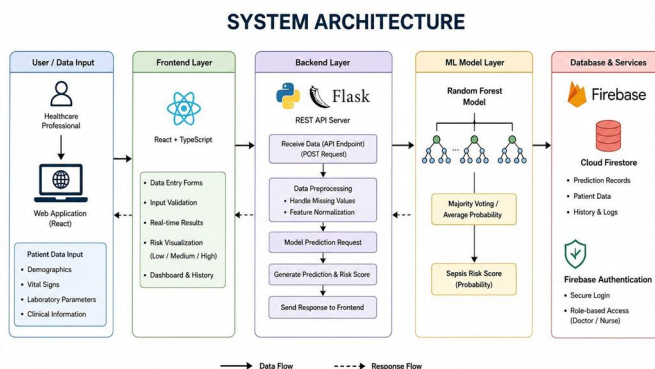 SYSTEM ARCHITECTURE
User / Data Input
Healthcare
Professional
Web Application
(React)
Patient Data Input
• Demographics
• Vital Signs
• Laboratory Parameters
• Clinical Information
Frontend Layer
React + TypeScript
• Data Entry Forms
• Input Validation
• Real-time Results
• Risk Visualization
(Low / Medium / High)
• Dashboard & History
Backend Layer
Flask
REST API Server
Receive Data (API Endpoint)
(POST Request)
Data Preprocessing
• Handle Missing Values
• Feature Normalization
Model Prediction Request
Generate Prediction & Risk Score
Send Response to Frontend
ML Model Layer
Random Forest
Model
...
Majority Voting /
Average Probability
Sepsis Risk Score
(Probability)
Database & Services
Firebase
Cloud Firestore
• Prediction Records
• Patient Data
• History & Logs
Firebase Authentication
• Secure Login
• Role-based Access
(Doctor / Nurse)
Data Flow
Response Flow